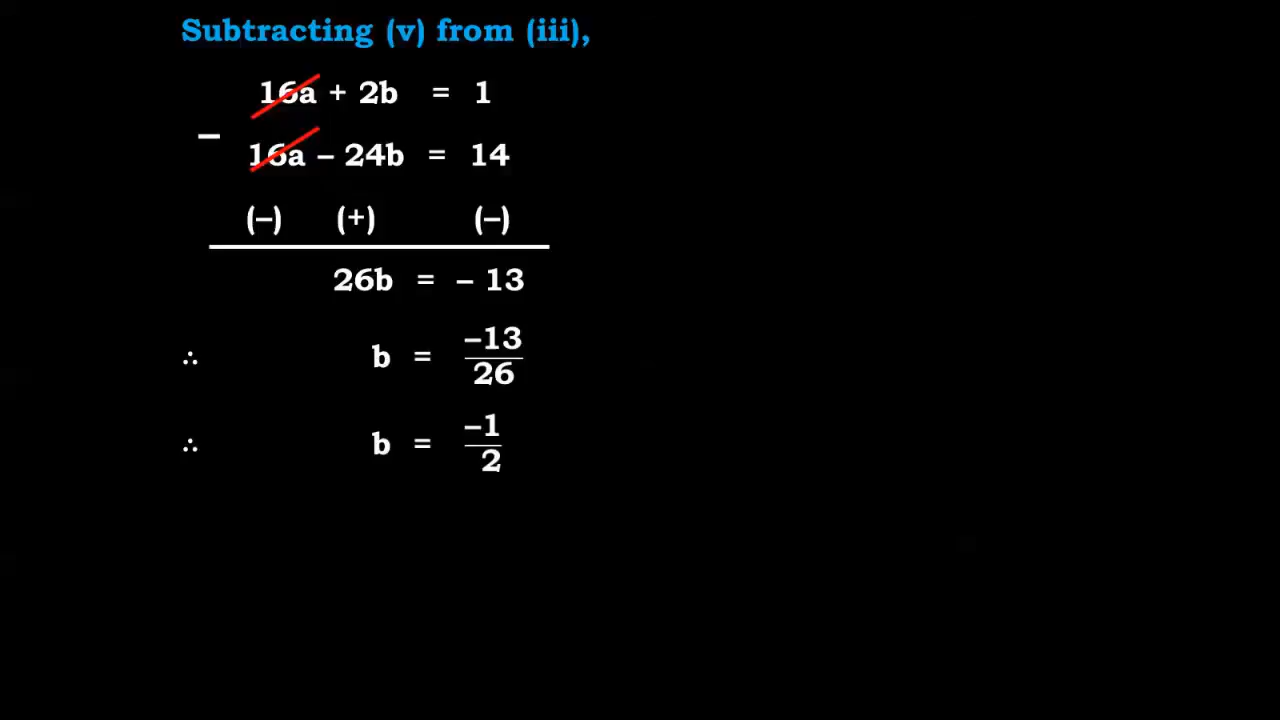 Subtracting (v) from (iii),
16a + 2b = 1
–
16a – 24b = 14
(–) (+) (–)
26b = – 13
∴ b = –13/26
∴ b = –1/2